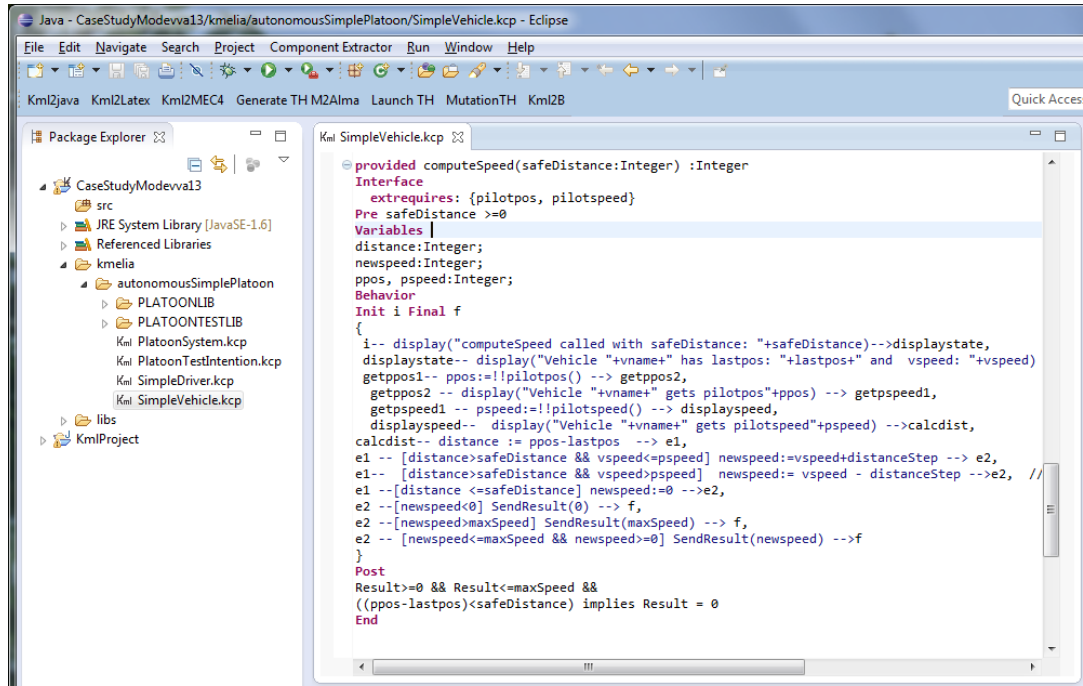 Java - CaseStudyModevva13/kmelia/autonomousSimplePlatoon/SimpleVehicle.kcp - Eclipse
File Edit Navigate Search Project Component Extractor Run Window Help
Kml2java Kml2Latex Kml2MEC4 Generate TH M2Alma Launch TH MutationTH Kml2B
Quick Acces
Package Explorer
CaseStudyModevva13
src
JRE System Library [JavaSE-1.6]
Referenced Libraries
kmelia
autonomousSimplePlatoon
PLATOONLIB
PLATOONTESTLIB
Kml PlatoonSystem.kcp
Kml PlatoonTestIntention.kcp
Kml SimpleDriver.kcp
Kml SimpleVehicle.kcp
libs
KmlProject
Kml SimpleVehicle.kcp
provided computeSpeed(safeDistance:Integer) :Integer
Interface
extrequires: {pilotpos, pilotspeed}
Pre safeDistance >=0
Variables
distance:Integer;
newspeed:Integer;
ppos, pspeed:Integer;
Behavior
Init i Final f
{
i-- display("computeSpeed called with safeDistance: "+safeDistance)-->displaystate,
displaystate-- display("Vehicle "+vname+" has lastpos: "+lastpos+" and  vspeed: "+vspeed)
getppos1-- ppos:=!!pilotpos() --> getppos2,
getppos2 -- display("Vehicle "+vname+" gets pilotpos"+ppos) --> getpspeed1,
getpspeed1 -- pspeed:=!!pilotspeed() --> displayspeed,
displayspeed--  display("Vehicle "+vname+" gets pilotspeed"+pspeed) -->calcdist,
calcdist-- distance := ppos-lastpos  --> e1,
e1 -- [distance>safeDistance && vspeed<=pspeed] newspeed:=vspeed+distanceStep --> e2,
e1--  [distance>safeDistance && vspeed>pspeed]  newspeed:= vspeed - distanceStep -->e2,  //
e1 --[distance <=safeDistance] newspeed:=0 -->e2,
e2 --[newspeed<0] SendResult(0) --> f,
e2 --[newspeed>maxSpeed] SendResult(maxSpeed) --> f,
e2 -- [newspeed<=maxSpeed && newspeed>=0] SendResult(newspeed) -->f
}
Post
Result>=0 && Result<=maxSpeed &&
((ppos-lastpos)<safeDistance) implies Result = 0
End